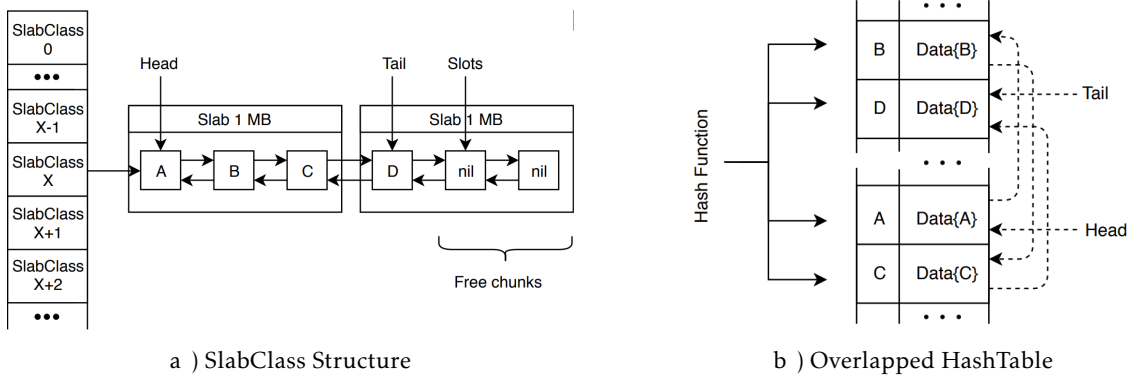 SlabClass
0
•••
SlabClass
X-1
SlabClass
X
SlabClass
X+1
SlabClass
X+2
•••
Head
Tail
Slots
Slab 1 MB
Slab 1 MB
A
B
C
D
nil
nil
Free chunks
a ) SlabClass Structure
Hash Function
• • •
B
Data{B}
D
Data{D}
• • •
A
Data{A}
C
Data{C}
• • •
Tail
Head
b ) Overlapped HashTable